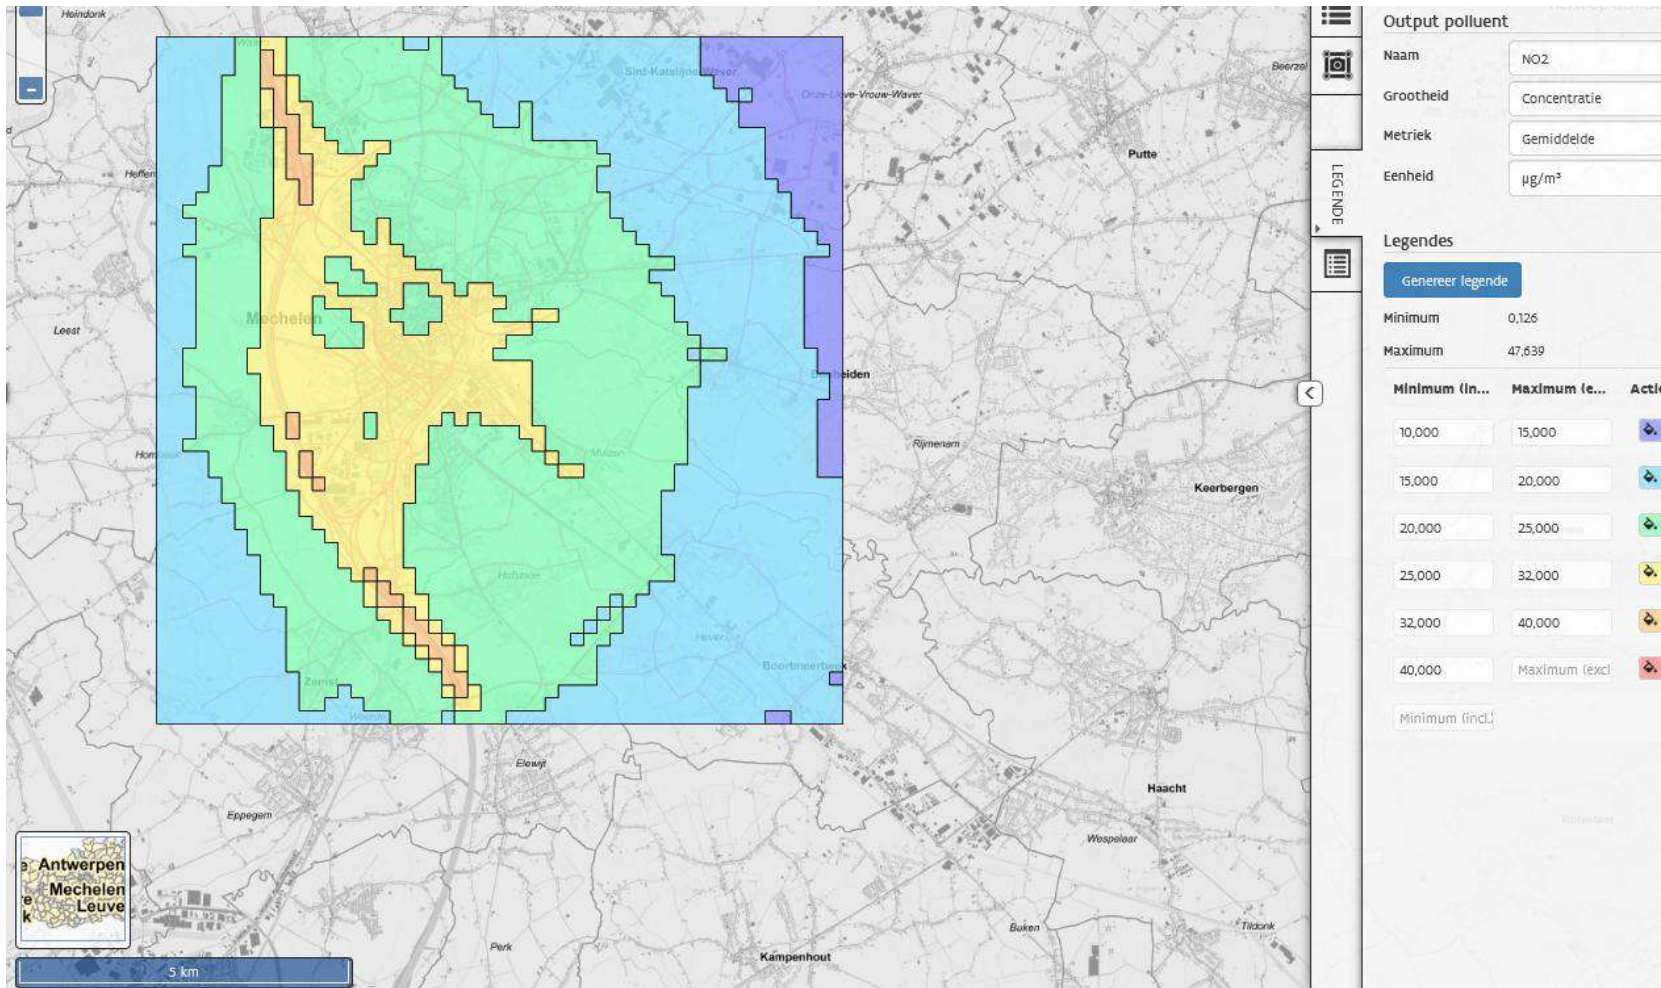 Heindonk
Walem
Sint-Katelijne-Waver
Onze-Lieve-Vrouw-Waver
Beerzel
Putte
Heffen
Leest
Mechelen
Bonheiden
Rijmenam
Muizen
Hombeek
Keerbergen
Hofstade
Hever
Boortmeerbeek
Zemst
Weerde
Elewijt
Eppegem
Haacht
Wespelaar
Perk
Kampenhout
Buken
Tildonk
Antwerpen
Mechelen
Leuve
5 km
LEGENDE
Output polluent
Naam NO2
Grootheid Concentratie
Metriek Gemiddelde
Eenheid µg/m³
Legendes
Genereer legende
Minimum 0,126
Maximum 47,639
Minimum (in... Maximum (e... Actie
10,000 15,000
15,000 20,000
20,000 25,000
25,000 32,000
32,000 40,000
40,000 Maximum (excl
Minimum (incl.)